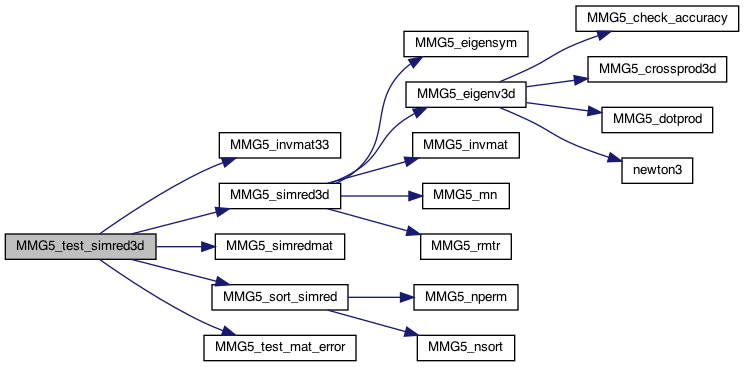 MMG5_check_accuracy
MMG5_eigensym
MMG5_crossprod3d
MMG5_eigenv3d
MMG5_dotprod
MMG5_invmat33
MMG5_invmat
newton3
MMG5_simred3d
MMG5_mn
MMG5_test_simred3d
MMG5_simredmat
MMG5_rmtr
MMG5_sort_simred
MMG5_nperm
MMG5_test_mat_error
MMG5_nsort